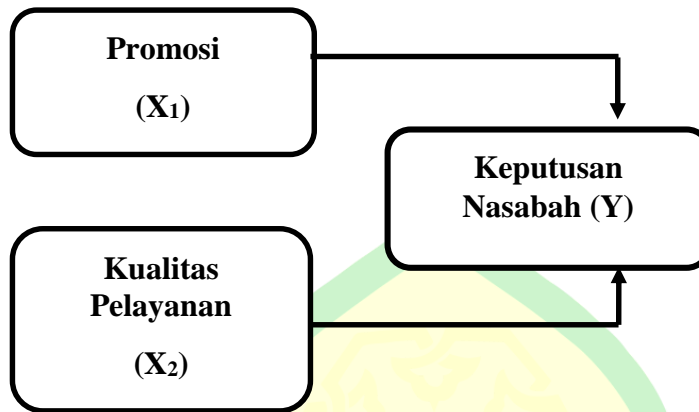 Promosi
(X₁)
Keputusan
Nasabah (Y)
Kualitas
Pelayanan
(X₂)